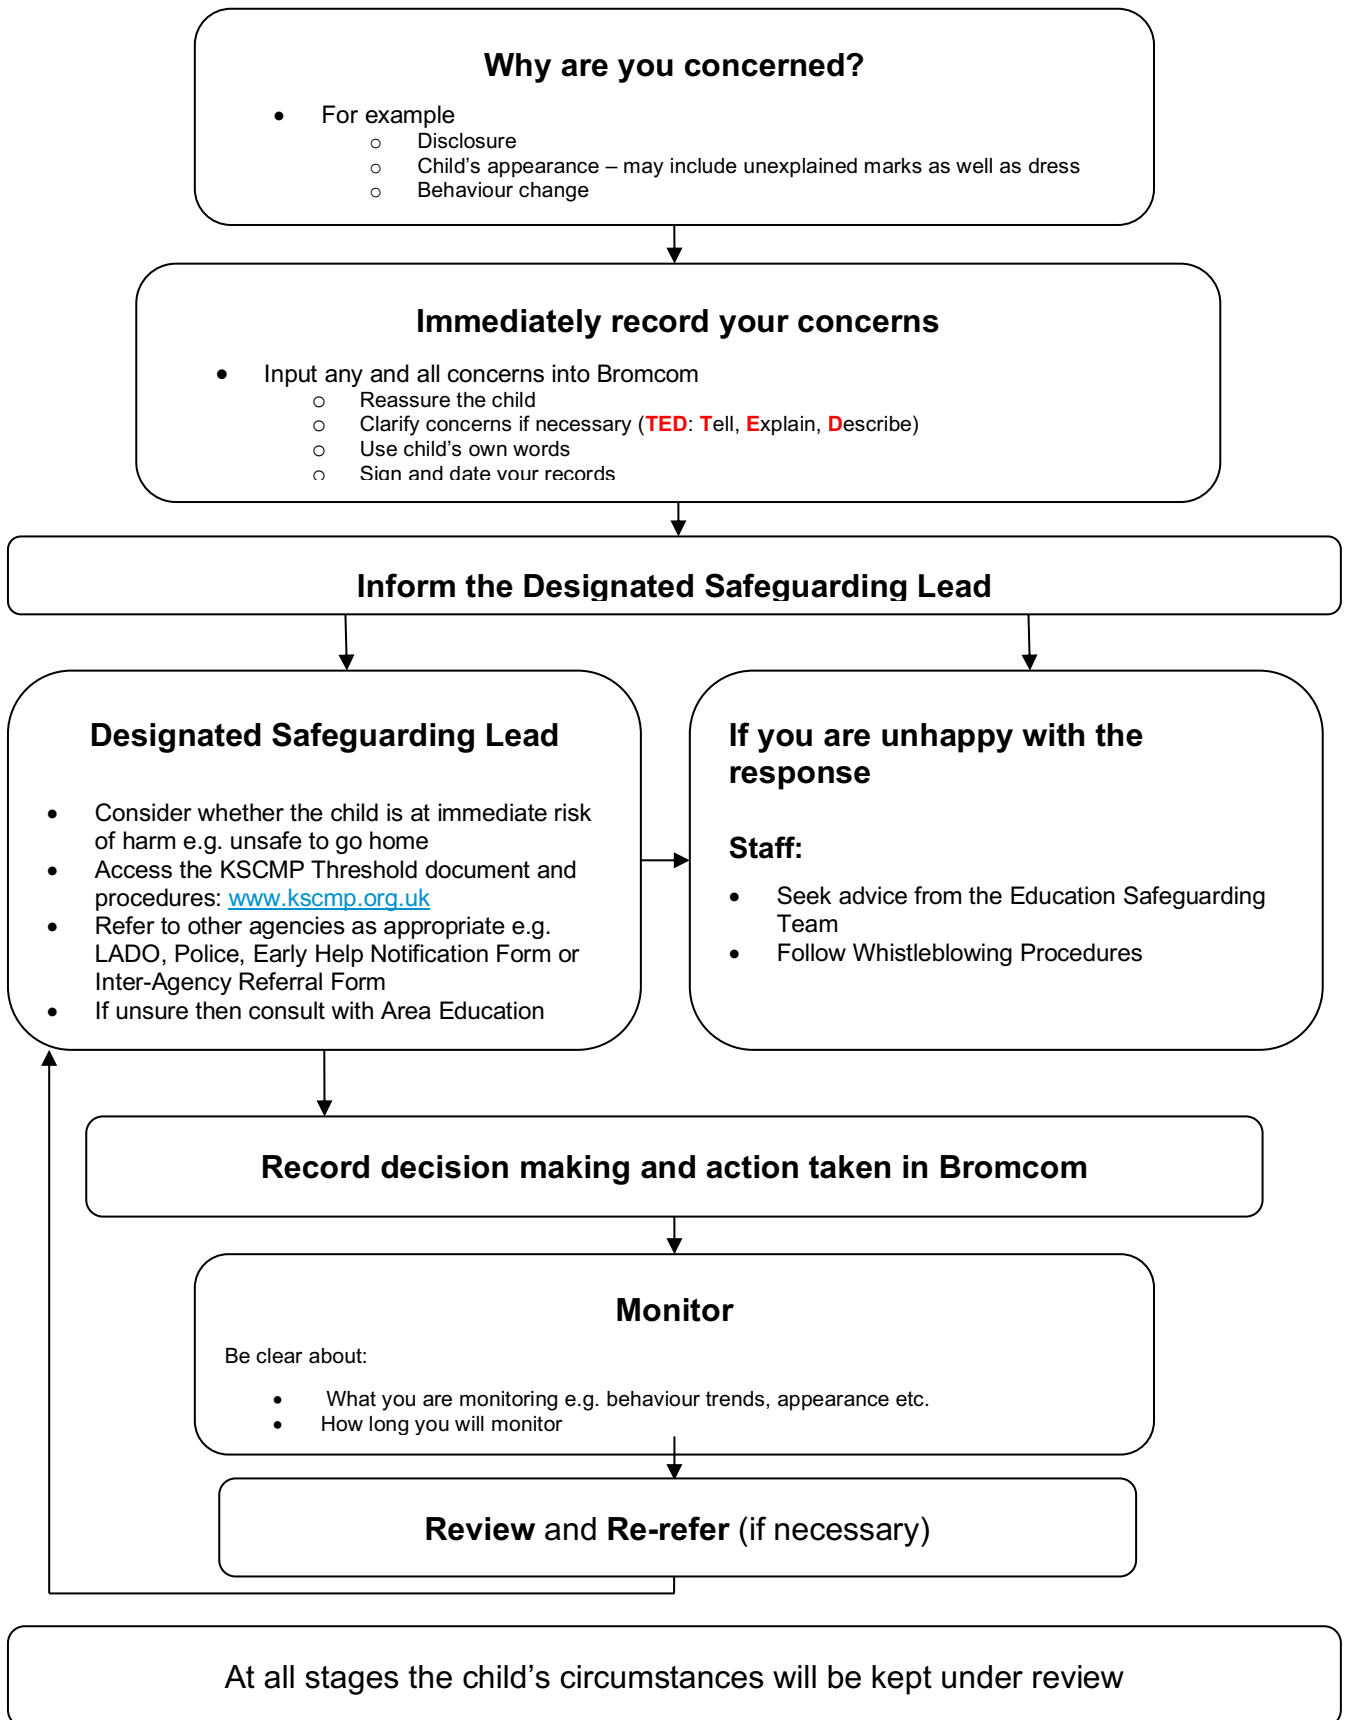 Why are you concerned?
• For example
o Disclosure
o Child’s appearance – may include unexplained marks as well as dress
o Behaviour change
Immediately record your concerns
• Input any and all concerns into Bromcom
o Reassure the child
o Clarify concerns if necessary (TED: Tell, Explain, Describe)
o Use child’s own words
o Sign and date your records
Inform the Designated Safeguarding Lead
Designated Safeguarding Lead
• Consider whether the child is at immediate risk
of harm e.g. unsafe to go home
• Access the KSCMP Threshold document and
procedures: www.kscmp.org.uk
• Refer to other agencies as appropriate e.g.
LADO, Police, Early Help Notification Form or
Inter-Agency Referral Form
• If unsure then consult with Area Education
If you are unhappy with the
response
Staff:
• Seek advice from the Education Safeguarding
Team
• Follow Whistleblowing Procedures
Record decision making and action taken in Bromcom
Monitor
Be clear about:
• What you are monitoring e.g. behaviour trends, appearance etc.
• How long you will monitor
Review and Re-refer (if necessary)
At all stages the child’s circumstances will be kept under review